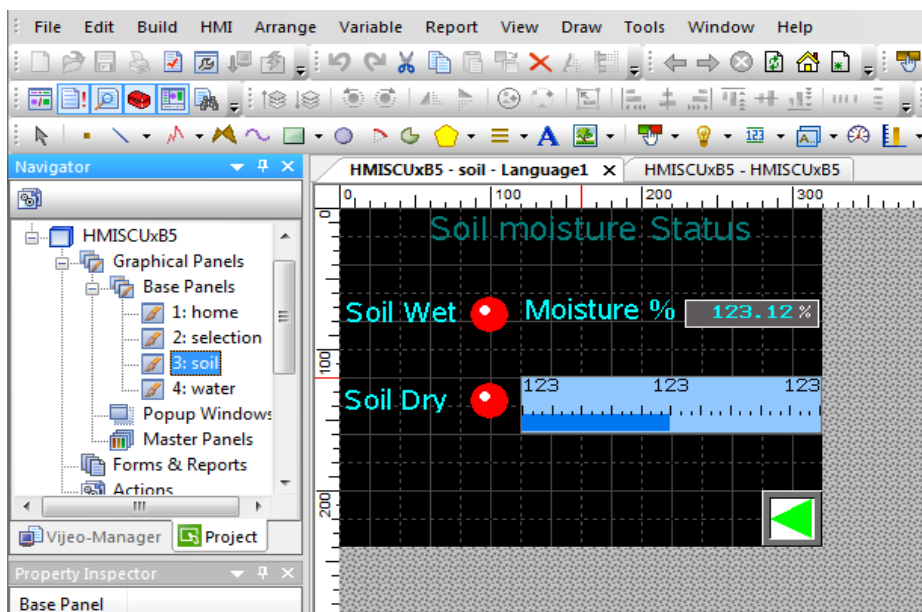 File Edit Build HMI Arrange Variable Report View Draw Tools Window Help
Navigator
HMISCUxB5
Graphical Panels
Base Panels
1: home
2: selection
3: soil
4: water
Popup Windows
Master Panels
Forms & Reports
Actions
Vijeo-Manager Project
Property Inspector
Base Panel
HMISCUxB5 - soil - Language1 HMISCUxB5 - HMISCUxB5
0 100 200 300
0
100
200
Soil moisture Status
Soil Wet Moisture % 123.12 %
Soil Dry 123 123 123